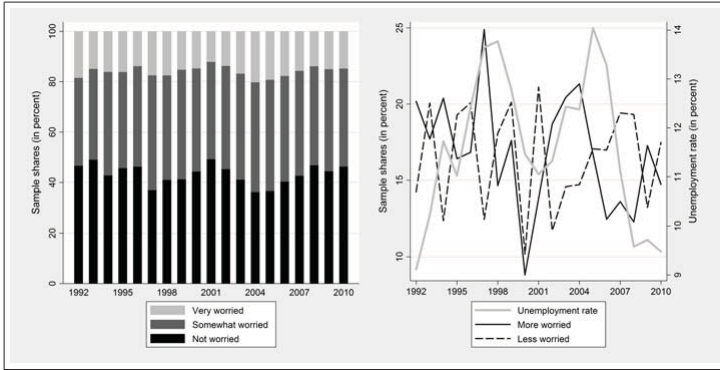 Sample shares (in percent)
100
80
60
40
20
0
1992 1995 1998 2001 2004 2007 2010
Very worried
Somewhat worried
Not worried
Sample shares (in percent)
25
20
15
10
Unemployment rate (in percent)
14
13
12
11
10
9
1992 1995 1998 2001 2004 2007 2010
Unemployment rate
More worried
Less worried